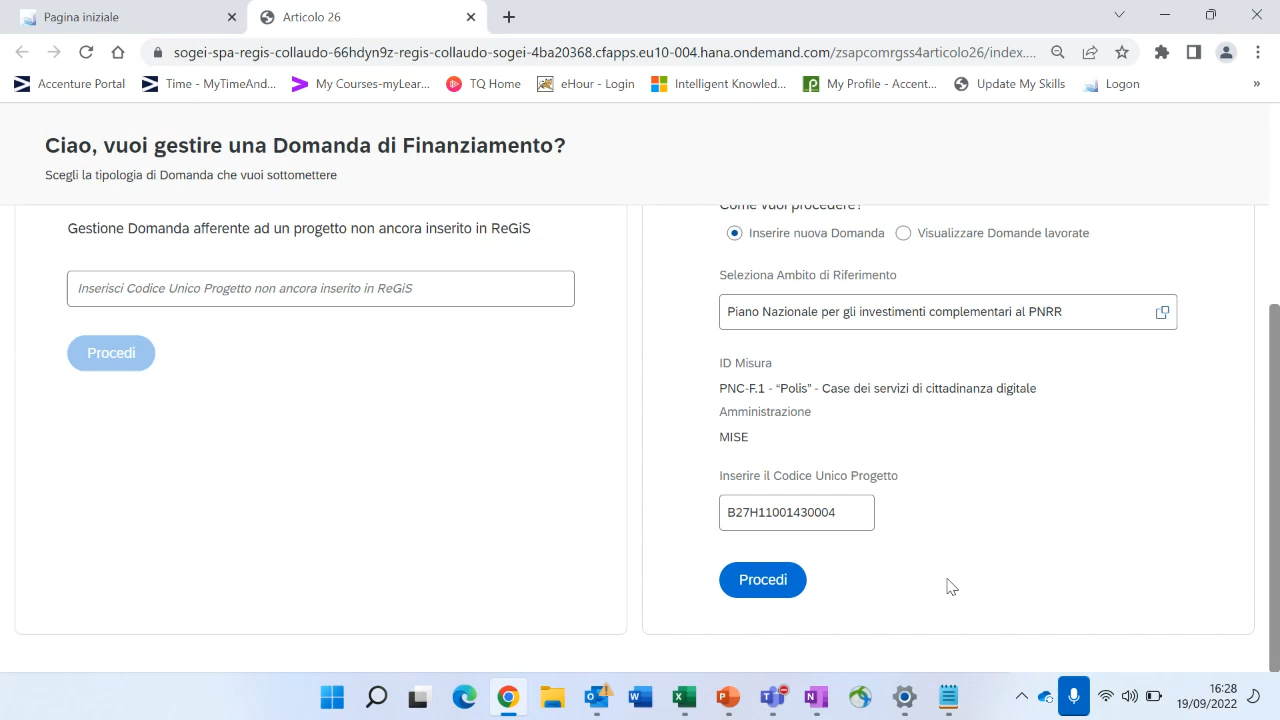 Pagina iniziale
Articolo 26
sogei-spa-regis-collaudo-66hdyn9z-regis-collaudo-sogei-4ba20368.cfapps.eu10-004.hana.ondemand.com/zsapcomrgss4articolo26/index....
Accenture Portal
Time - MyTimeAnd...
My Courses-myLear...
TQ Home
eHour - Login
Intelligent Knowled...
My Profile - Accent...
Update My Skills
Logon
»
Ciao, vuoi gestire una Domanda di Finanziamento?
Scegli la tipologia di Domanda che vuoi sottomettere
Gestione Domanda afferente ad un progetto non ancora inserito in ReGiS
Inserisci Codice Unico Progetto non ancora inserito in ReGiS
Procedi
Come vuoi procedere?
Inserire nuova Domanda
Visualizzare Domande lavorate
Seleziona Ambito di Riferimento
Piano Nazionale per gli investimenti complementari al PNRR
ID Misura
PNC-F.1 - “Polis” - Case dei servizi di cittadinanza digitale
Amministrazione
MISE
Inserire il Codice Unico Progetto
B27H11001430004
Procedi
16:28
19/09/2022